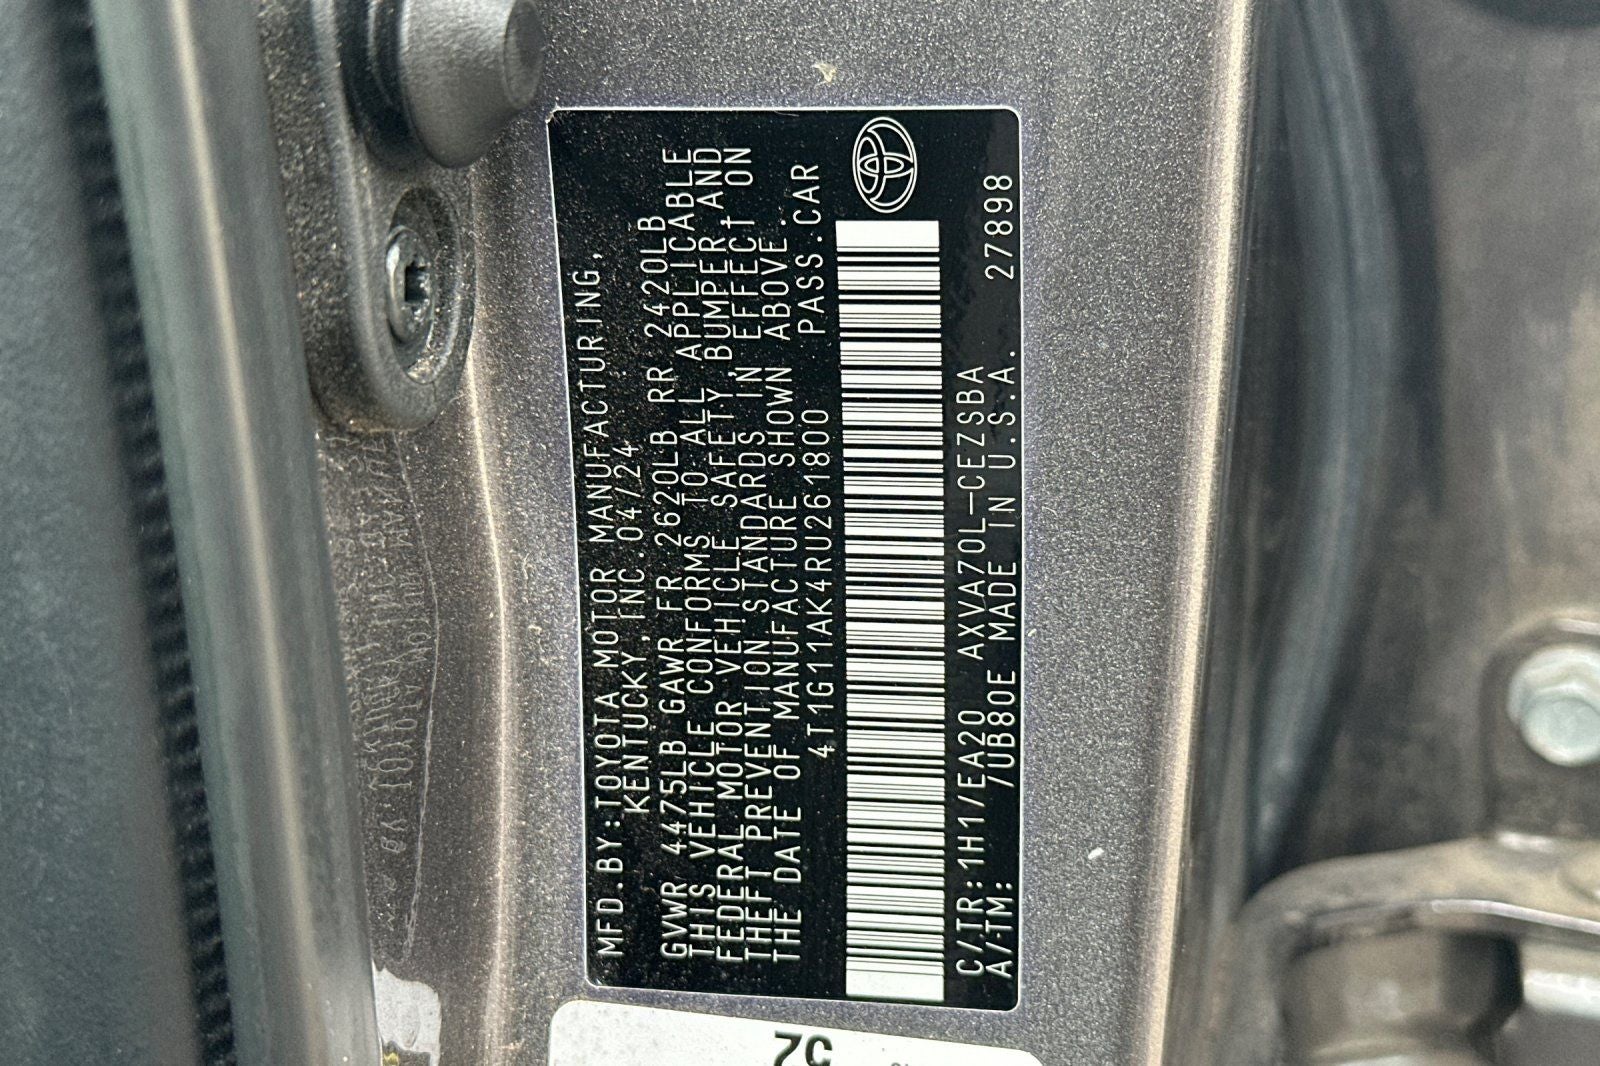 MFD.BY:TOYOTA MOTOR MANUFACTURING,
KENTUCKY,INC.04/24
GVWR 4475LB GAWR FR 2620LB RR 2420LB
THIS VEHICLE CONFORMS TO ALL APPLICABLE
FEDERAL MOTOR VEHICLE SAFETY,BUMPER,AND
THEFT PREVENTION STANDARDS IN EFFECT ON
THE DATE OF MANUFACTURE SHOWN ABOVE.
4T1G11AK4RU261800 PASS.CAR
C/TR:1H1/EA20 AXVA70L-CEZSBA
A/TM: /UB80E MADE IN U.S.A. 27898
5C